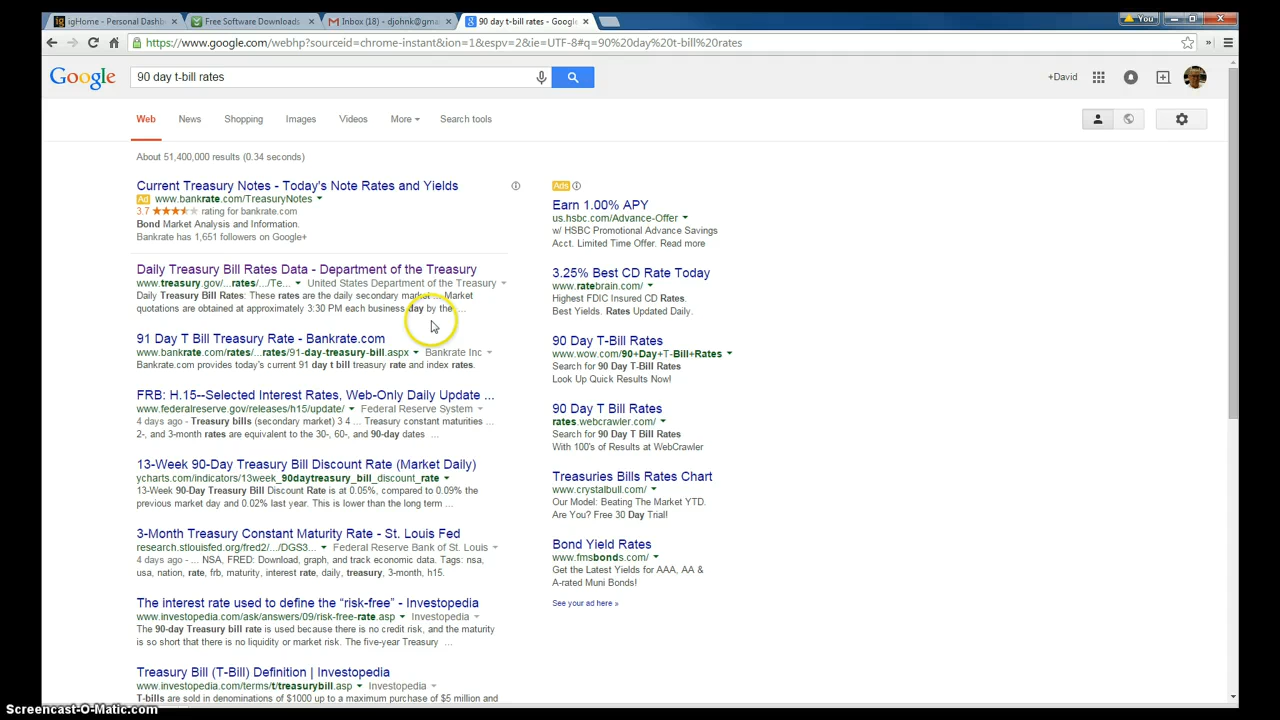 igHome - Personal Dashb
Free Software Downloads
Inbox (18) - djohnk@gma
90 day t-bill rates - Google
You
https://www.google.com/webhp?sourceid=chrome-instant&ion=1&espv=2&ie=UTF-8#q=90%20day%20t-bill%20rates
Google
90 day t-bill rates
+David
Web News Shopping Images Videos More Search tools
About 51,400,000 results (0.34 seconds)
Current Treasury Notes - Today's Note Rates and Yields
Ad www.bankrate.com/TreasuryNotes
3.7 rating for bankrate.com
Bond Market Analysis and Information.
Bankrate has 1,651 followers on Google+
Daily Treasury Bill Rates Data - Department of the Treasury
www.treasury.gov/...rates/.../Te... United States Department of the Treasury
Daily Treasury Bill Rates: These rates are the daily secondary market ... Market
quotations are obtained at approximately 3:30 PM each business day by the ...
91 Day T Bill Treasury Rate - Bankrate.com
www.bankrate.com/rates/...rates/91-day-treasury-bill.aspx Bankrate Inc
Bankrate.com provides today's current 91 day t bill treasury rate and index rates.
FRB: H.15--Selected Interest Rates, Web-Only Daily Update ...
www.federalreserve.gov/releases/h15/update/ Federal Reserve System
4 days ago - Treasury bills (secondary market) 3 4 ... Treasury constant maturities ...
2-, and 3-month rates are equivalent to the 30-, 60-, and 90-day dates ...
13-Week 90-Day Treasury Bill Discount Rate (Market Daily)
ycharts.com/indicators/13week_90daytreasury_bill_discount_rate
13-Week 90-Day Treasury Bill Discount Rate is at 0.05%, compared to 0.09% the
previous market day and 0.02% last year. This is lower than the long term ...
3-Month Treasury Constant Maturity Rate - St. Louis Fed
research.stlouisfed.org/fred2/.../DGS3... Federal Reserve Bank of St. Louis
4 days ago - ... NSA, FRED: Download, graph, and track economic data. Tags: nsa,
usa, nation, rate, frb, maturity, interest rate, daily, treasury, 3-month, h15.
The interest rate used to define the “risk-free” - Investopedia
www.investopedia.com/ask/answers/09/risk-free-rate.asp Investopedia
The 90-day Treasury bill rate is used because there is no credit risk, and the maturity
is so short that there is no liquidity or market risk. The five-year Treasury ...
Treasury Bill (T-Bill) Definition | Investopedia
www.investopedia.com/terms/t/treasurybill.asp Investopedia
T-bills are sold in denominations of $1000 up to a maximum purchase of $5 million and
Ads
Earn 1.00% APY
us.hsbc.com/Advance-Offer
w/ HSBC Promotional Advance Savings
Acct. Limited Time Offer. Read more
3.25% Best CD Rate Today
www.ratebrain.com/
Highest FDIC Insured CD Rates.
Best Yields. Rates Updated Daily.
90 Day T-Bill Rates
www.wow.com/90+Day+T-Bill+Rates
Search for 90 Day T-Bill Rates
Look Up Quick Results Now!
90 Day T Bill Rates
rates.webcrawler.com/
Search for 90 Day T Bill Rates
With 100's of Results at WebCrawler
Treasuries Bills Rates Chart
www.crystalbull.com/
Our Model: Beating The Market YTD.
Are You? Free 30 Day Trial!
Bond Yield Rates
www.fmsbonds.com/
Get the Latest Yields for AAA, AA &
A-rated Muni Bonds!
See your ad here »
Screencast-O-Matic.com